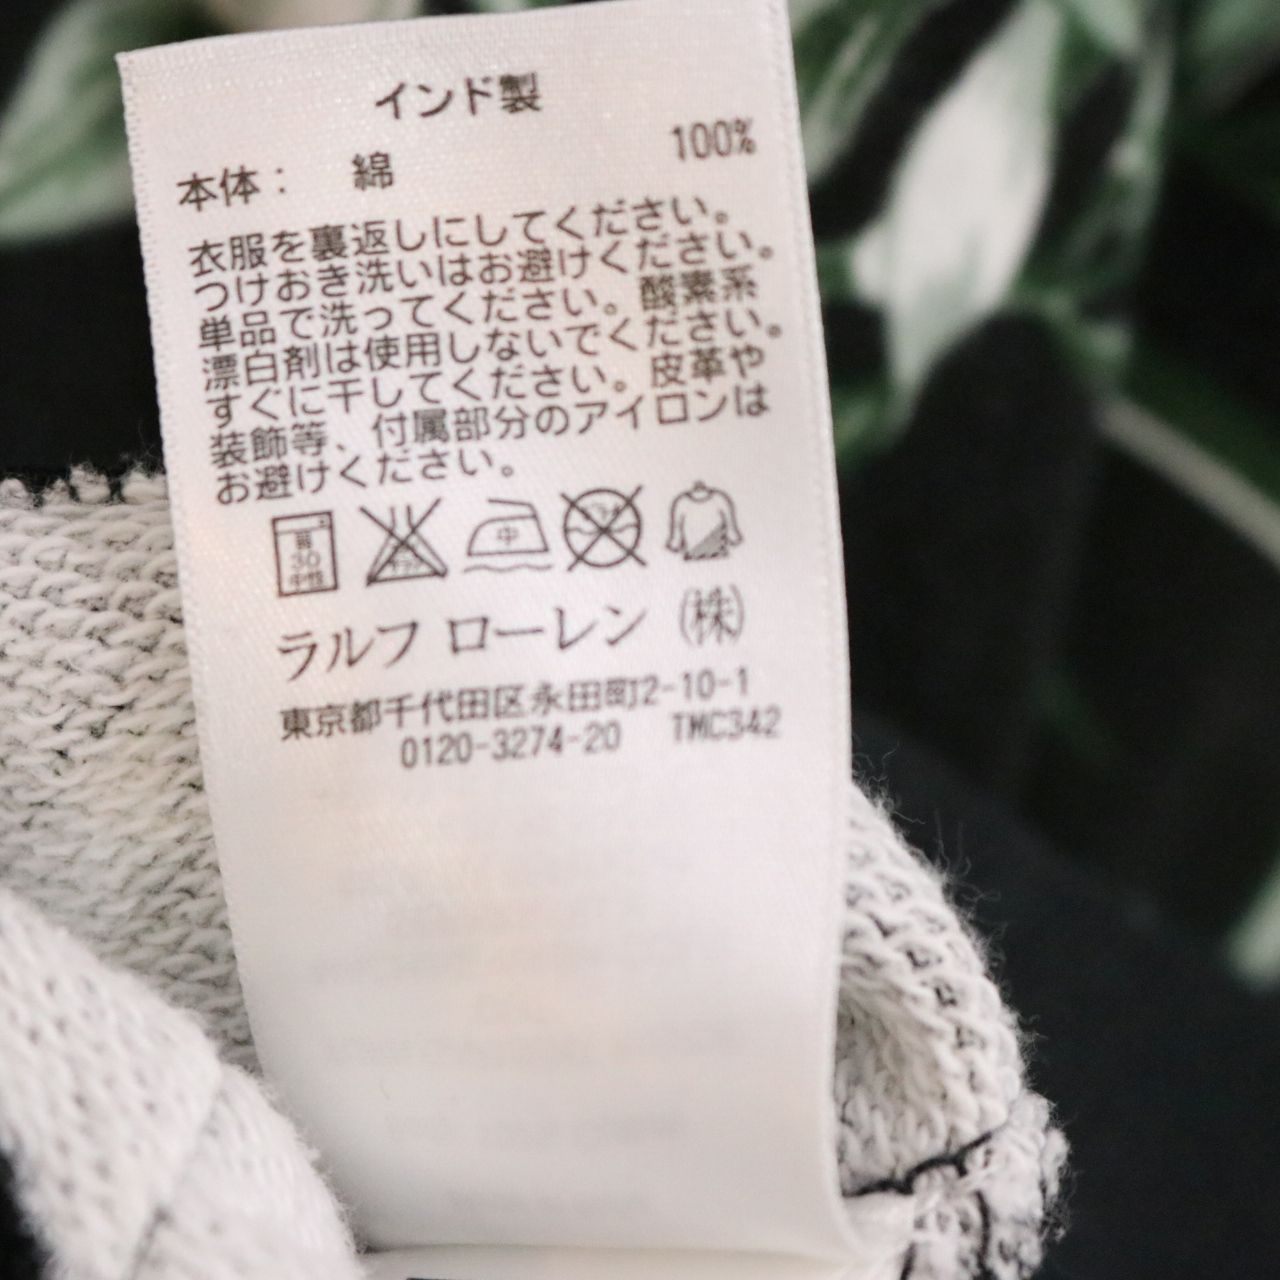 インド製
本体： 綿 100%
衣服を裏返しにしてください。
つけおき洗いはお避けください。
単品で洗ってください。酸素系
漂白剤は使用しないでください。
すぐに干してください。皮革や
装飾等、付属部分のアイロンは
お避けください。
30 中性 中
ラルフ ローレン ㈱
東京都千代田区永田町2-10-1
0120-3274-20 TMC342